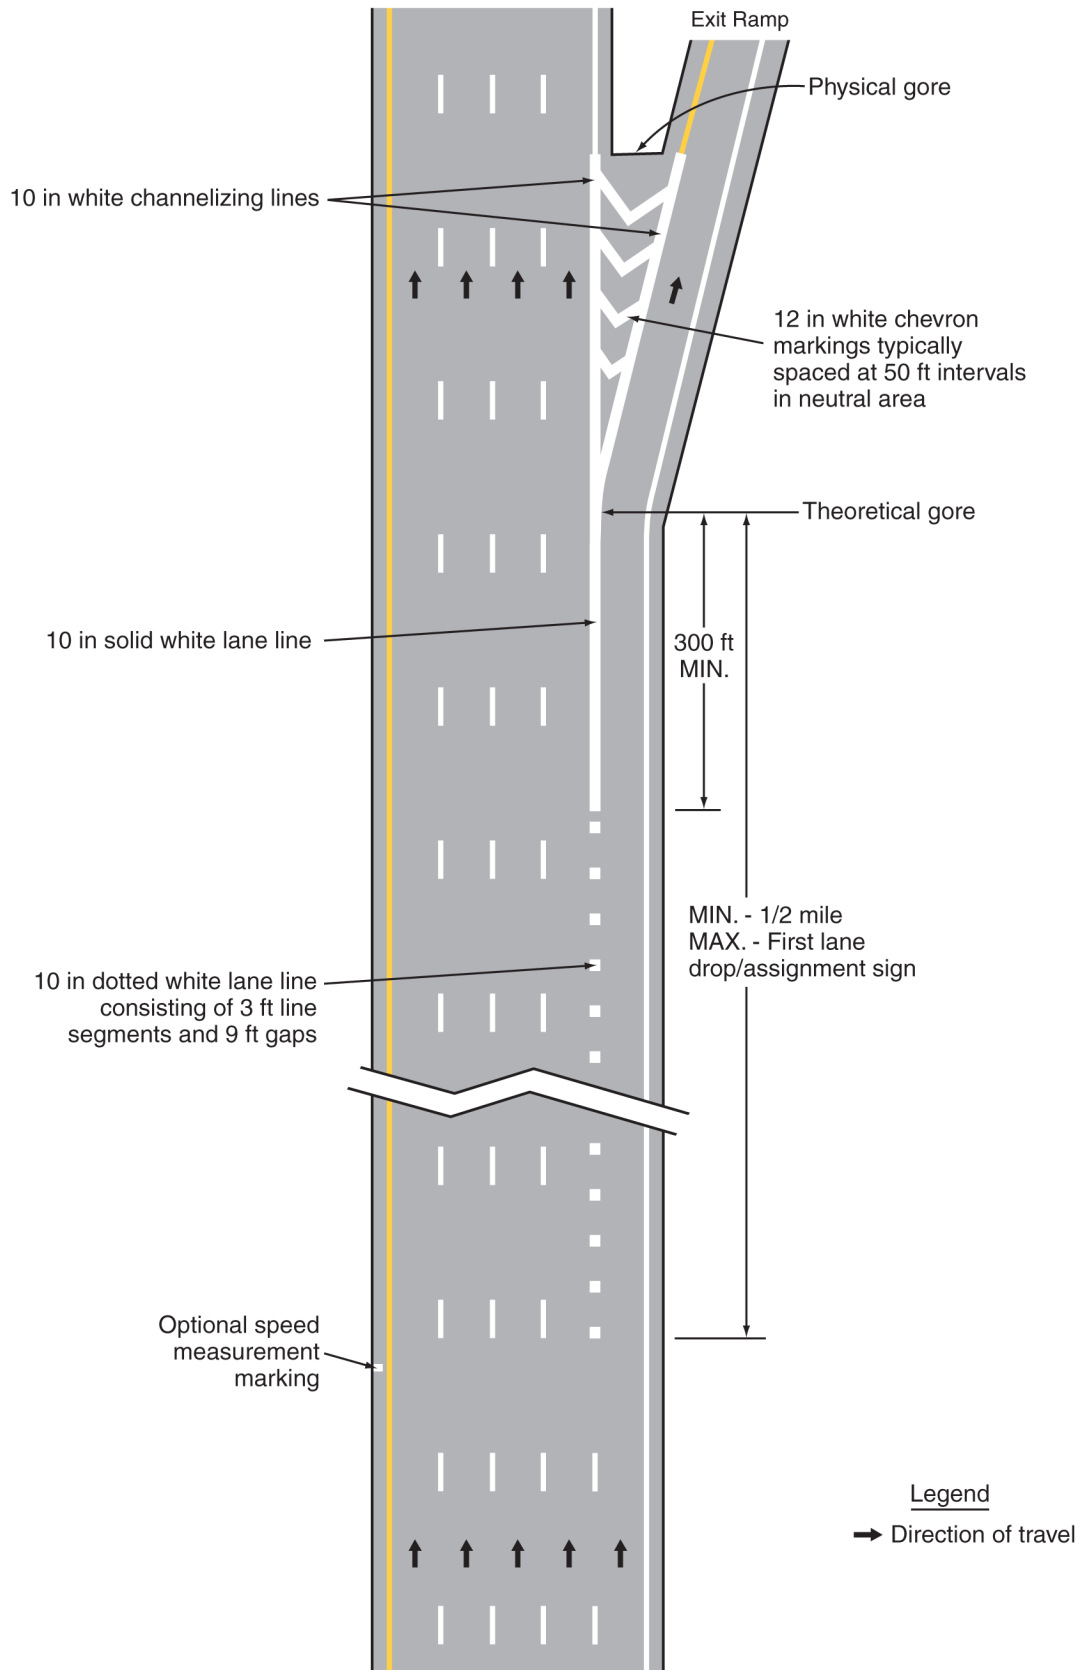 Exit Ramp
Physical gore
10 in white channelizing lines
12 in white chevron
markings typically
spaced at 50 ft intervals
in neutral area
Theoretical gore
10 in solid white lane line
300 ft
MIN.
MIN. - 1/2 mile
MAX. - First lane
drop/assignment sign
10 in dotted white lane line
consisting of 3 ft line
segments and 9 ft gaps
Optional speed
measurement
marking
Legend
Direction of travel